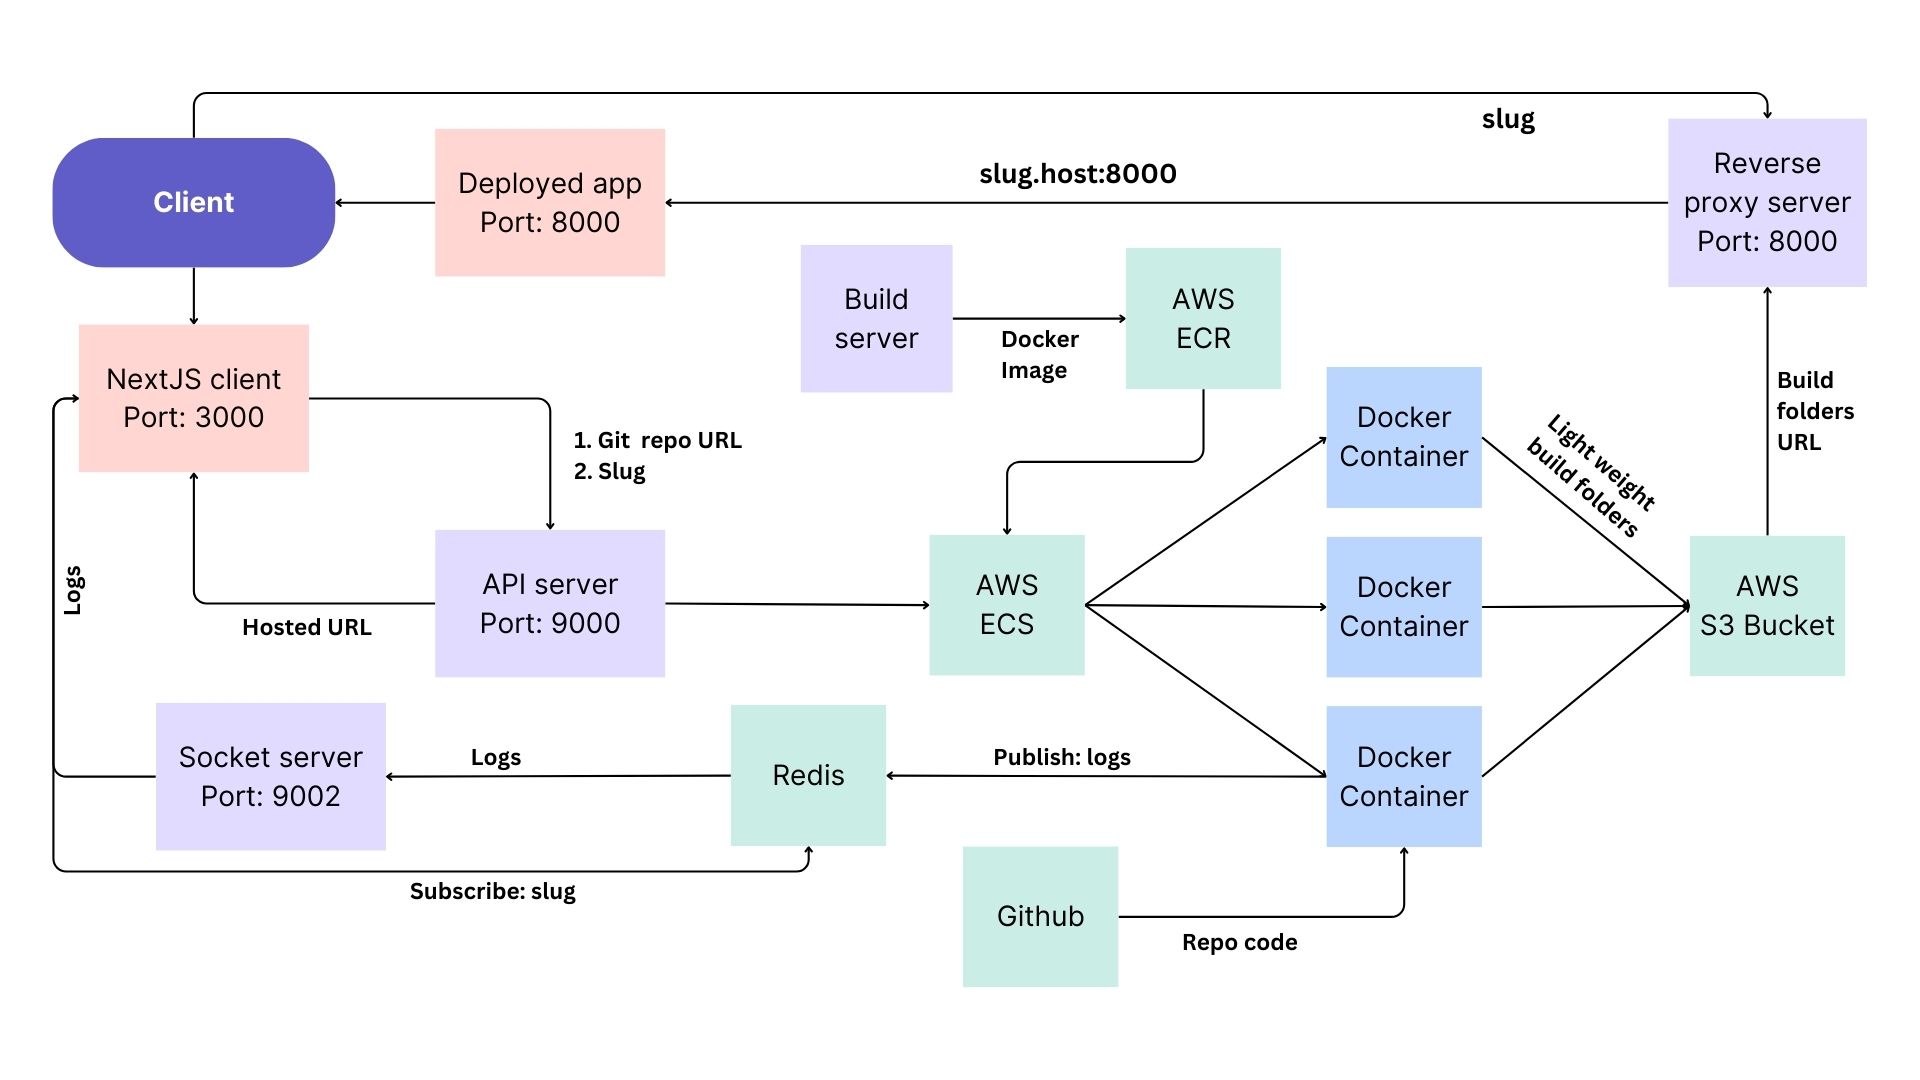 slug
Client
Deployed app
Port: 8000
slug.host:8000
Reverse
proxy server
Port: 8000
Build
server
Docker
Image
AWS
ECR
NextJS client
Port: 3000
1. Git  repo URL
2. Slug
Docker
Container
Light weight
build folders
Build
folders
URL
Logs
Hosted URL
API server
Port: 9000
AWS
ECS
Docker
Container
AWS
S3 Bucket
Socket server
Port: 9002
Logs
Redis
Publish: logs
Docker
Container
Subscribe: slug
Github
Repo code